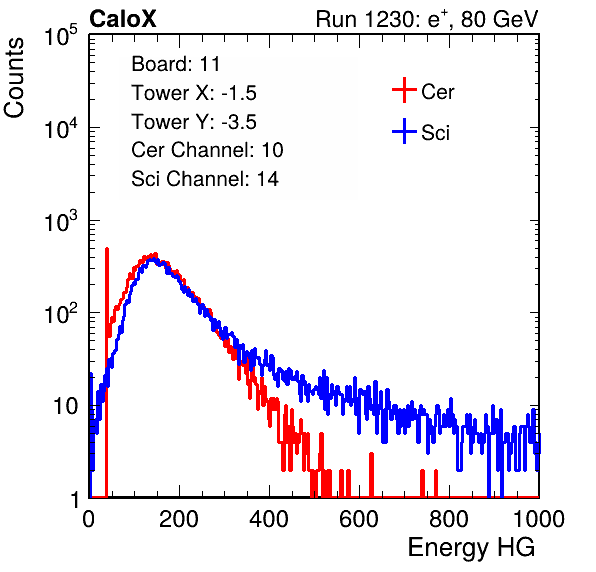 CaloX Run 1230: e⁺, 80 GeV
Counts
Board: 11
Tower X: -1.5
Tower Y: -3.5
Cer Channel: 10
Sci Channel: 14
Cer
Sci
10⁵
10⁴
10³
10²
10
1
0 200 400 600 800 1000
Energy HG